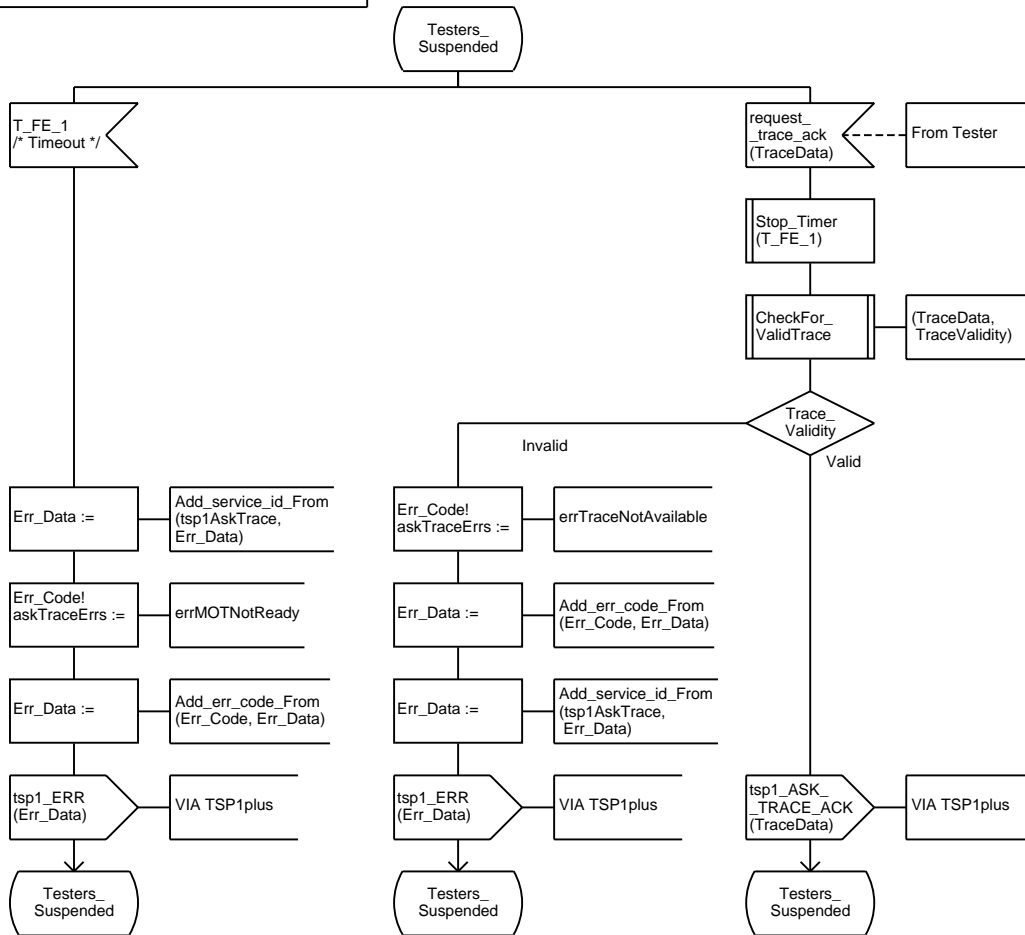 Testers_
Suspended
T_FE_1
/* Timeout */
request_
_trace_ack
(TraceData)
From Tester
Stop_Timer
(T_FE_1)
CheckFor_
ValidTrace
(TraceData,
TraceValidity)
Trace_
Validity
Invalid
Valid
Err_Data :=
Add_service_id_From
(tsp1AskTrace,
Err_Data)
Err_Code!
askTraceErrs :=
errTraceNotAvailable
Err_Code!
askTraceErrs :=
errMOTNotReady
Err_Data :=
Add_err_code_From
(Err_Code, Err_Data)
Err_Data :=
Add_err_code_From
(Err_Code, Err_Data)
Err_Data :=
Add_service_id_From
(tsp1AskTrace,
Err_Data)
tsp1_ERR
(Err_Data)
VIA TSP1plus
tsp1_ERR
(Err_Data)
VIA TSP1plus
tsp1_ASK_
_TRACE_ACK
(TraceData)
VIA TSP1plus
Testers_
Suspended
Testers_
Suspended
Testers_
Suspended